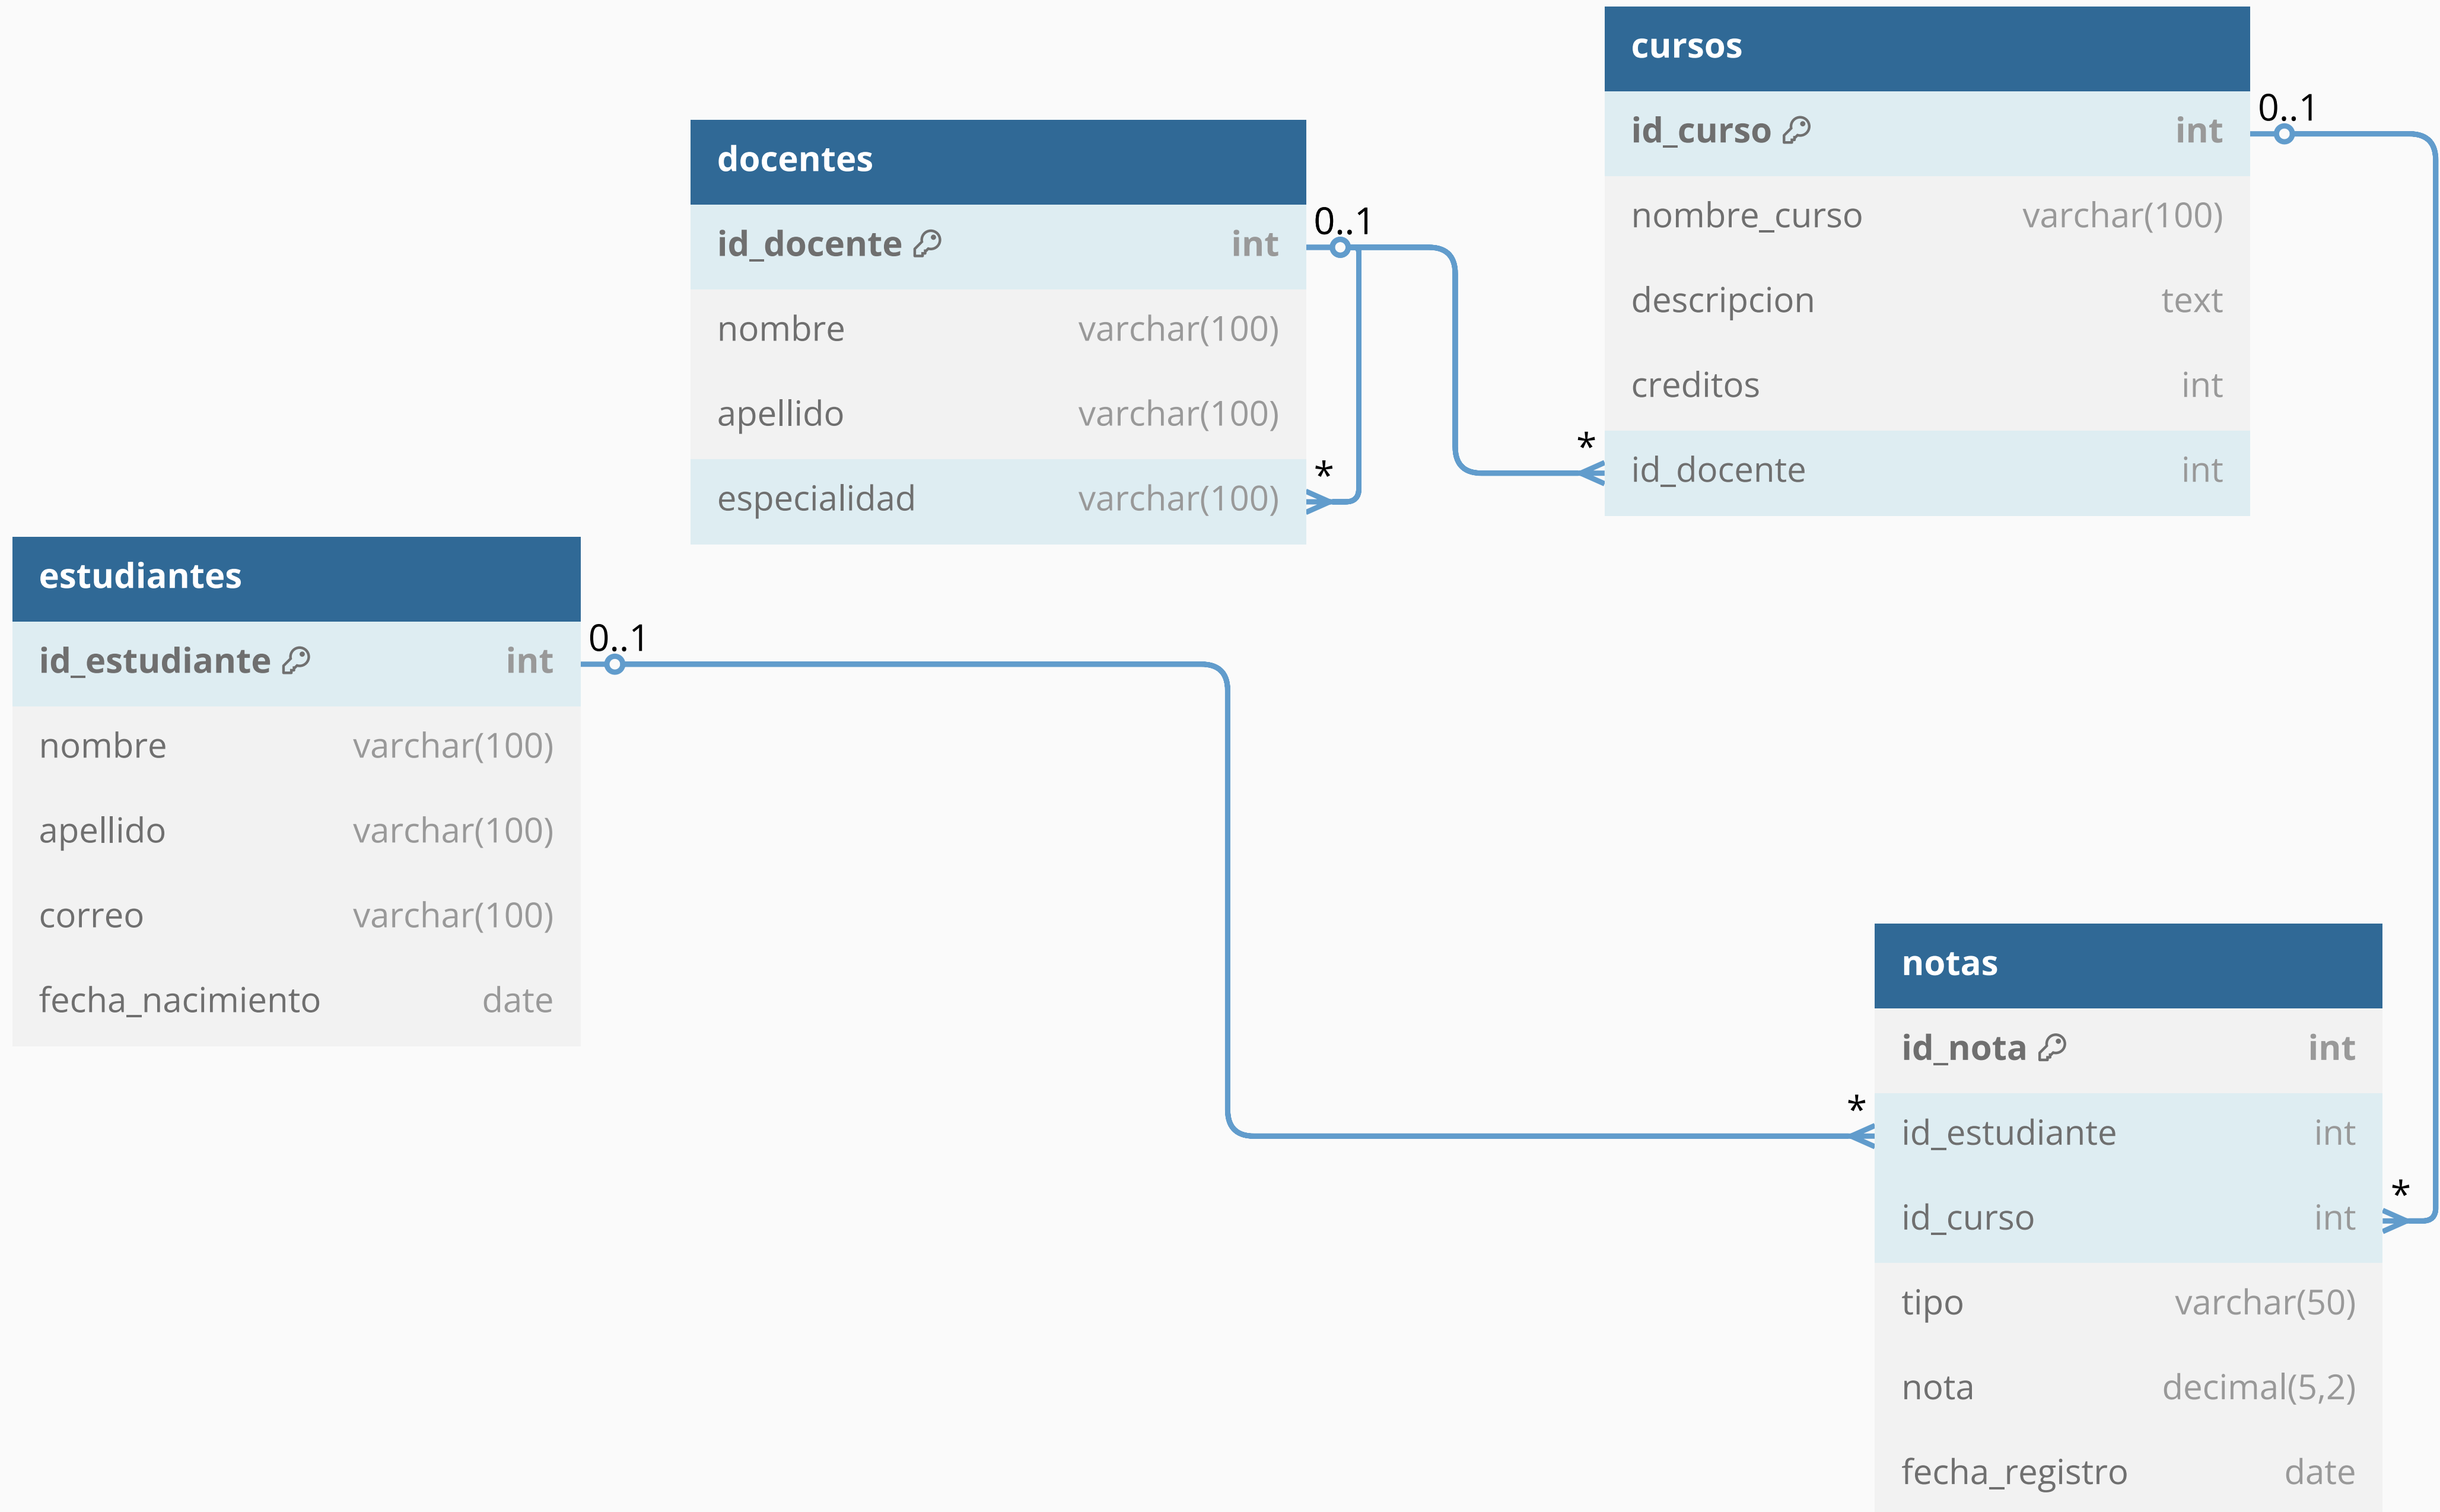 cursos
id_curso int
nombre_curso varchar(100)
descripcion text
creditos int
id_docente int
0..1
*
docentes
id_docente int
nombre varchar(100)
apellido varchar(100)
especialidad varchar(100)
0..1
*
estudiantes
id_estudiante int
nombre varchar(100)
apellido varchar(100)
correo varchar(100)
fecha_nacimiento date
0..1
notas
id_nota int
id_estudiante int
id_curso int
tipo varchar(50)
nota decimal(5,2)
fecha_registro date
*
*